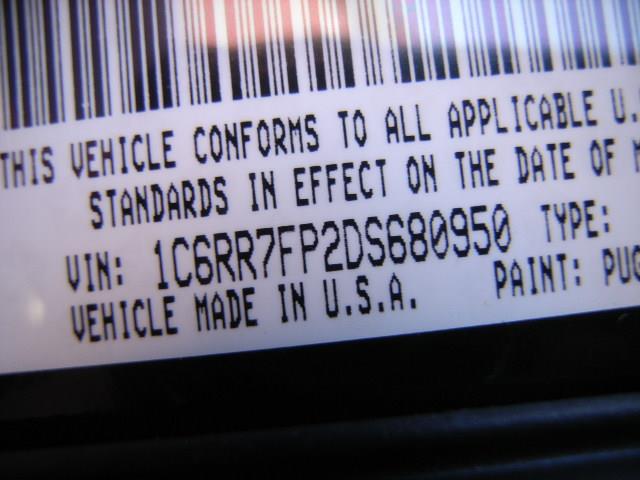 THIS VEHICLE CONFORMS TO ALL APPLICABLE U.
STANDARDS IN EFFECT ON THE DATE OF
VIN: 1C6RR7FP2DS680950 TYPE:
VEHICLE MADE IN U.S.A. PAINT: PUG